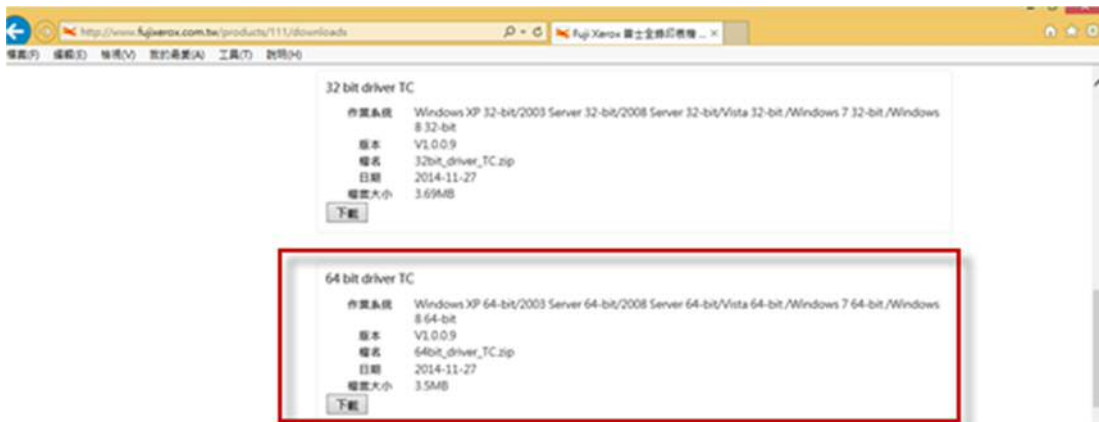 http://www.fujixerox.com.tw/products/111/downloads
Fuji Xerox 富士全錄印表機 ...
檔案(F) 編輯(E) 檢視(V) 我的最愛(A) 工具(T) 說明(H)
32 bit driver TC
作業系統 Windows XP 32-bit/2003 Server 32-bit/2008 Server 32-bit/Vista 32-bit /Windows 7 32-bit /Windows
8 32-bit
版本 V1.0.0.9
檔名 32bit_driver_TC.zip
日期 2014-11-27
檔案大小 3.69MB
下載
64 bit driver TC
作業系統 Windows XP 64-bit/2003 Server 64-bit/2008 Server 64-bit/Vista 64-bit /Windows 7 64-bit /Windows
8 64-bit
版本 V1.0.0.9
檔名 64bit_driver_TC.zip
日期 2014-11-27
檔案大小 3.5MB
下載